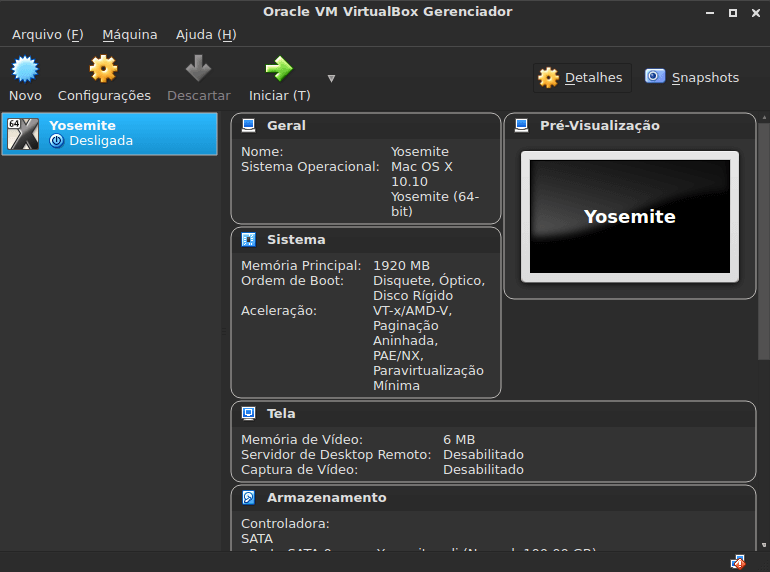 Oracle VM VirtualBox Gerenciador
Arquivo (F) Máquina Ajuda (H)
Novo Configurações Descartar Iniciar (T) Detalhes Snapshots
64
Yosemite
Desligada
Geral
Nome: Yosemite
Sistema Operacional: Mac OS X
10.10
Yosemite (64-
bit)
Pré-Visualização
Yosemite
Sistema
Memória Principal: 1920 MB
Ordem de Boot: Disquete, Óptico,
Disco Rígido
Aceleração: VT-x/AMD-V,
Paginação
Aninhada,
PAE/NX,
Paravirtualização
Mínima
Tela
Memória de Vídeo: 6 MB
Servidor de Desktop Remoto: Desabilitado
Captura de Vídeo: Desabilitado
Armazenamento
Controladora:
SATA